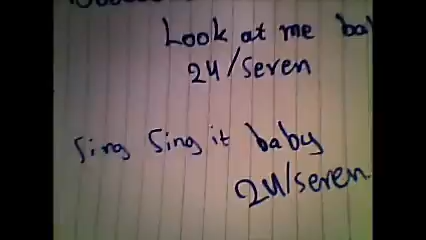 Look at me
24/seven
Sing Sing it baby
24/seven.